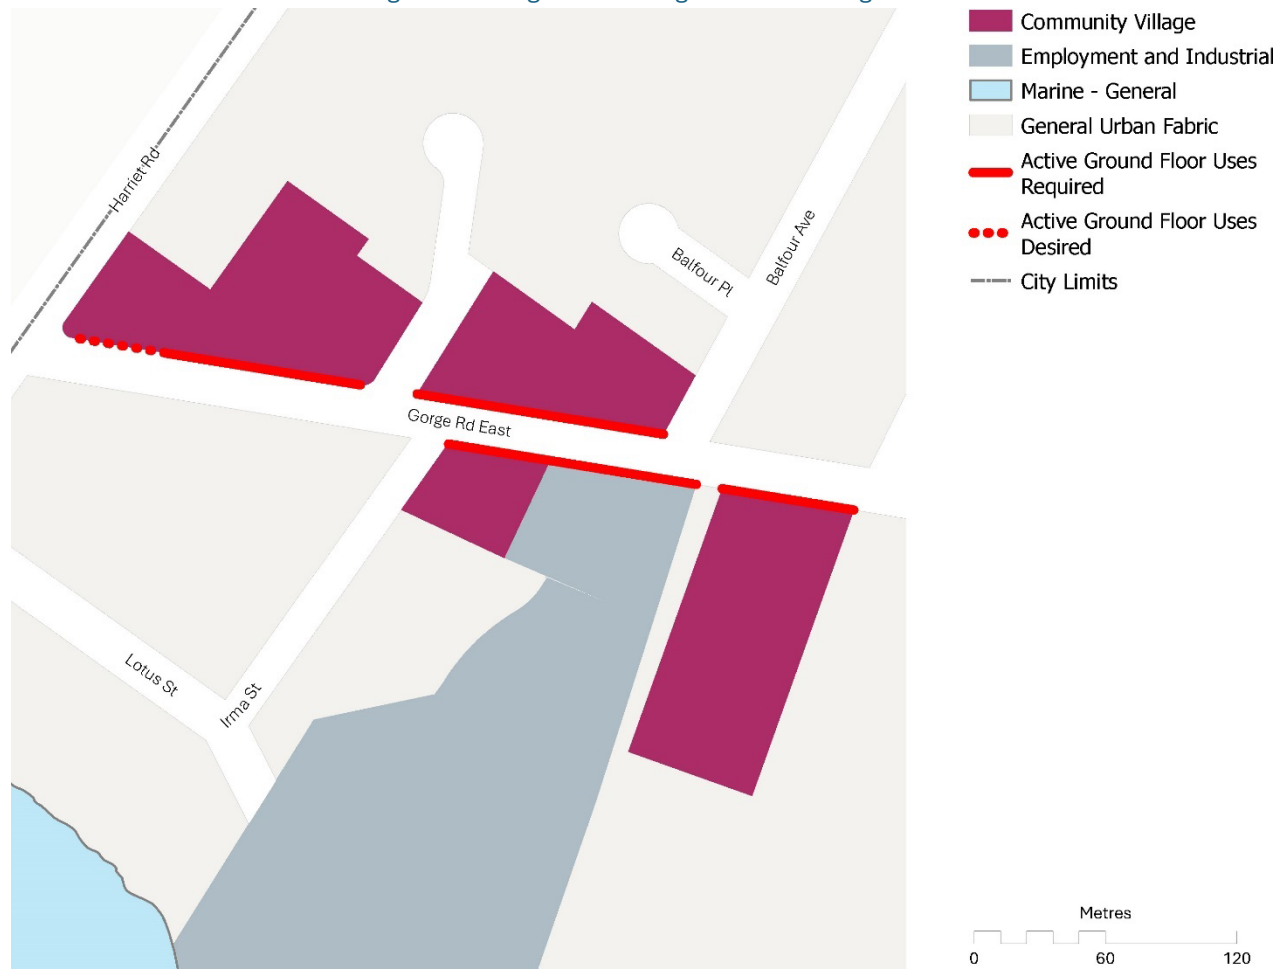 Community Village
Employment and Industrial
Marine - General
General Urban Fabric
Active Ground Floor Uses
Required
Active Ground Floor Uses
Desired
City Limits
Harriet Rd
Balfour Pl
Balfour Ave
Gorge Rd East
Lotus St
Irma St
Metres
0 60 120